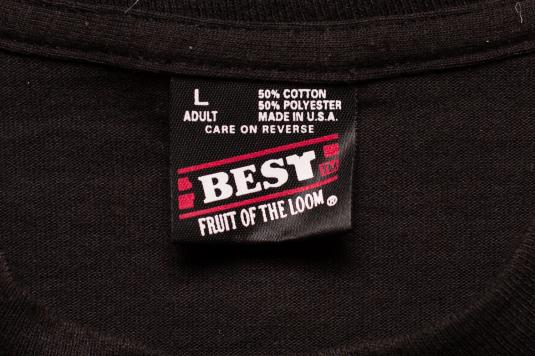 L
ADULT
50% COTTON
50% POLYESTER
MADE IN U.S.A.
CARE ON REVERSE
BEST
FRUIT OF THE LOOM®